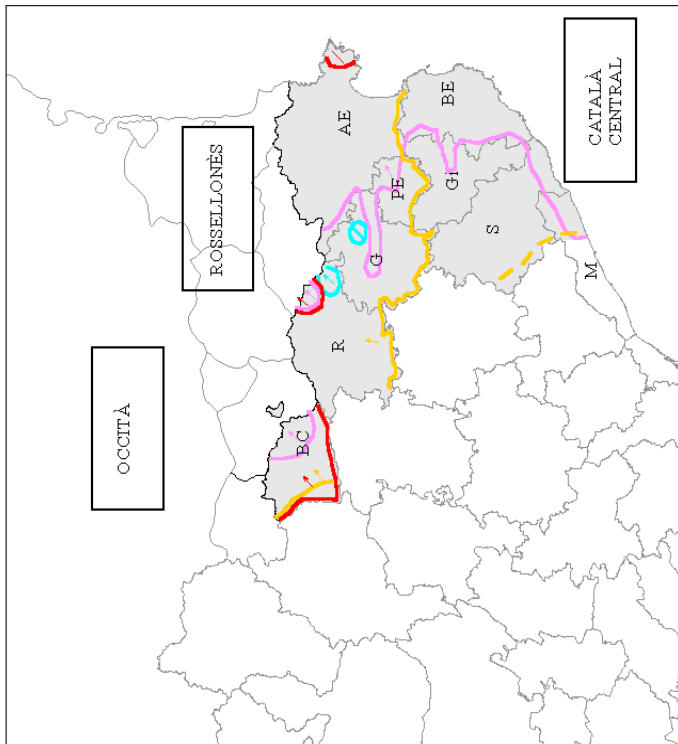 OCCITÀ
ROSSELLONÈS
BC
R
AE
G
PE
BE
GI
S
M
CATALÀ
CENTRAL